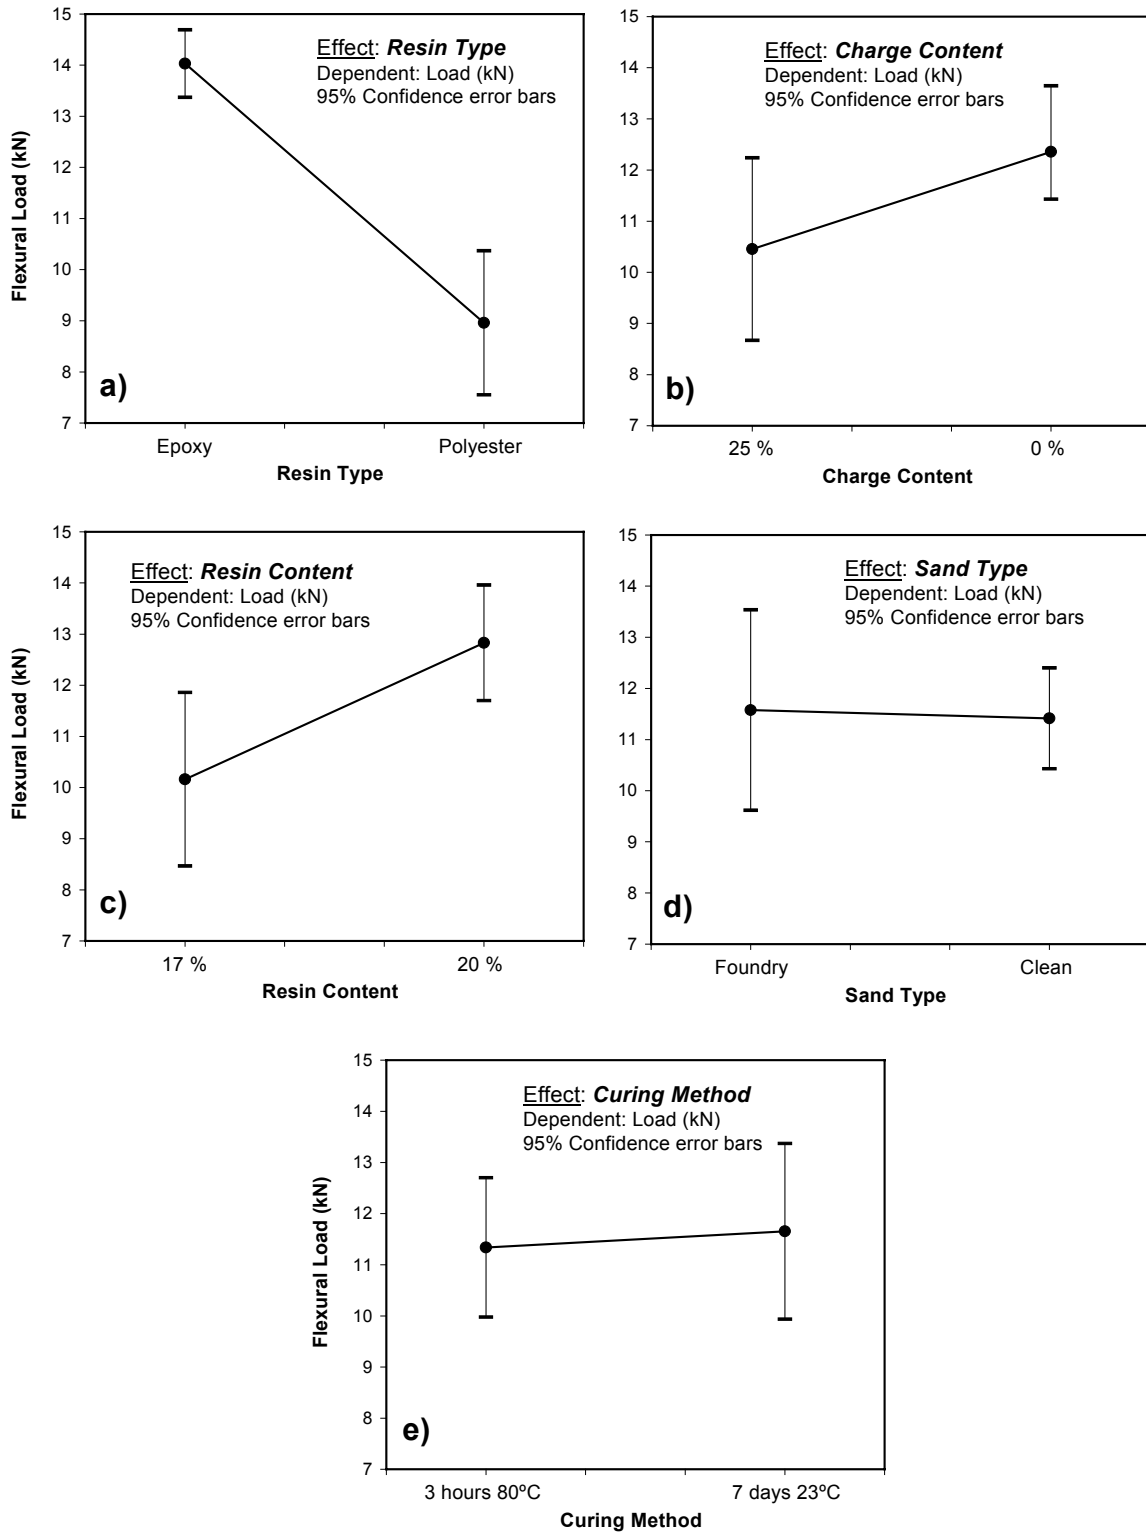 15
14
13
12
11
10
9
8
7
Flexural Load (kN)
Effect: Resin Type
Dependent: Load (kN)
95% Confidence error bars
a)
Epoxy
Polyester
Resin Type
15
14
13
12
11
10
9
8
7
Effect: Charge Content
Dependent: Load (kN)
95% Confidence error bars
b)
25 %
0 %
Charge Content
15
14
13
12
11
10
9
8
7
Flexural Load (kN)
Effect: Resin Content
Dependent: Load (kN)
95% Confidence error bars
c)
17 %
20 %
Resin Content
15
14
13
12
11
10
9
8
7
Effect: Sand Type
Dependent: Load (kN)
95% Confidence error bars
d)
Foundry
Clean
Sand Type
15
14
13
12
11
10
9
8
7
Flexural Load (kN)
Effect: Curing Method
Dependent: Load (kN)
95% Confidence error bars
e)
3 hours 80ºC
7 days 23ºC
Curing Method